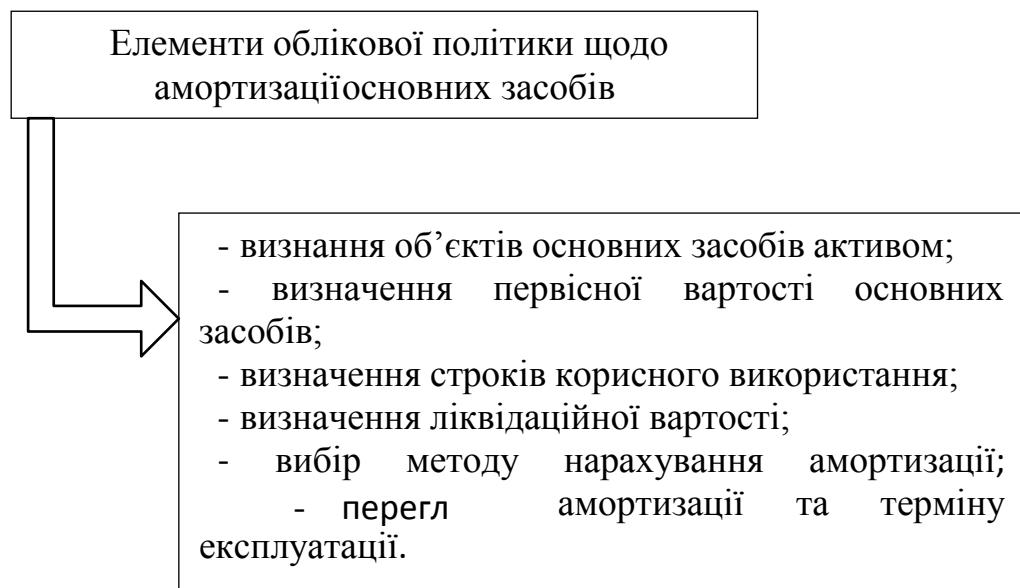 Елементи облікової політики щодо
амортизаціїосновних засобів
- визнання об’єктів основних засобів активом;
- визначення первісної вартості основних
засобів;
- визначення строків корисного використання;
- визначення ліквідаційної вартості;
- вибір методу нарахування амортизації;
- перегл амортизації та терміну
експлуатації.